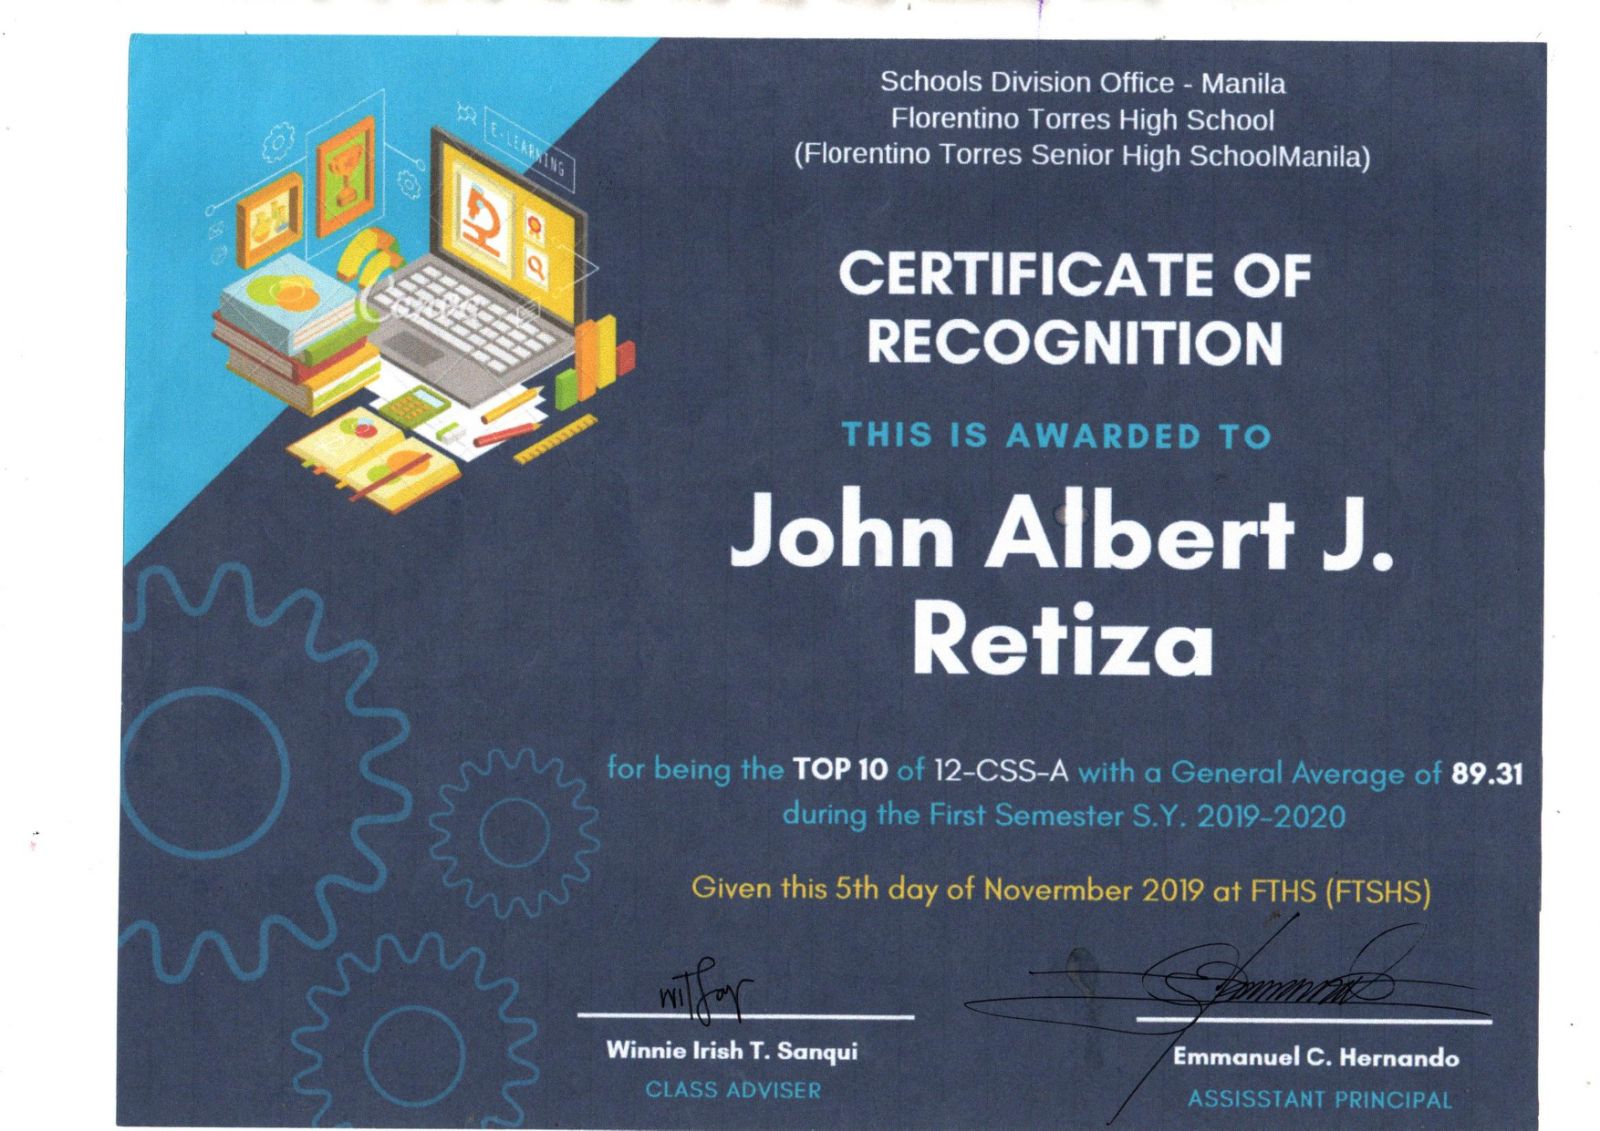 Schools Division Office - Manila
Florentino Torres High School
(Florentino Torres Senior High SchoolManila)
E-LEARNING
Canva
CERTIFICATE OF
RECOGNITION
THIS IS AWARDED TO
John Albert J.
Retiza
for being the TOP 10 of 12-CSS-A with a General Average of 89.31
during the First Semester S.Y. 2019-2020
Given this 5th day of Novermber 2019 at FTHS (FTSHS)
Winnie Irish T. Sanqui
CLASS ADVISER
Emmanuel C. Hernando
ASSISSTANT PRINCIPAL